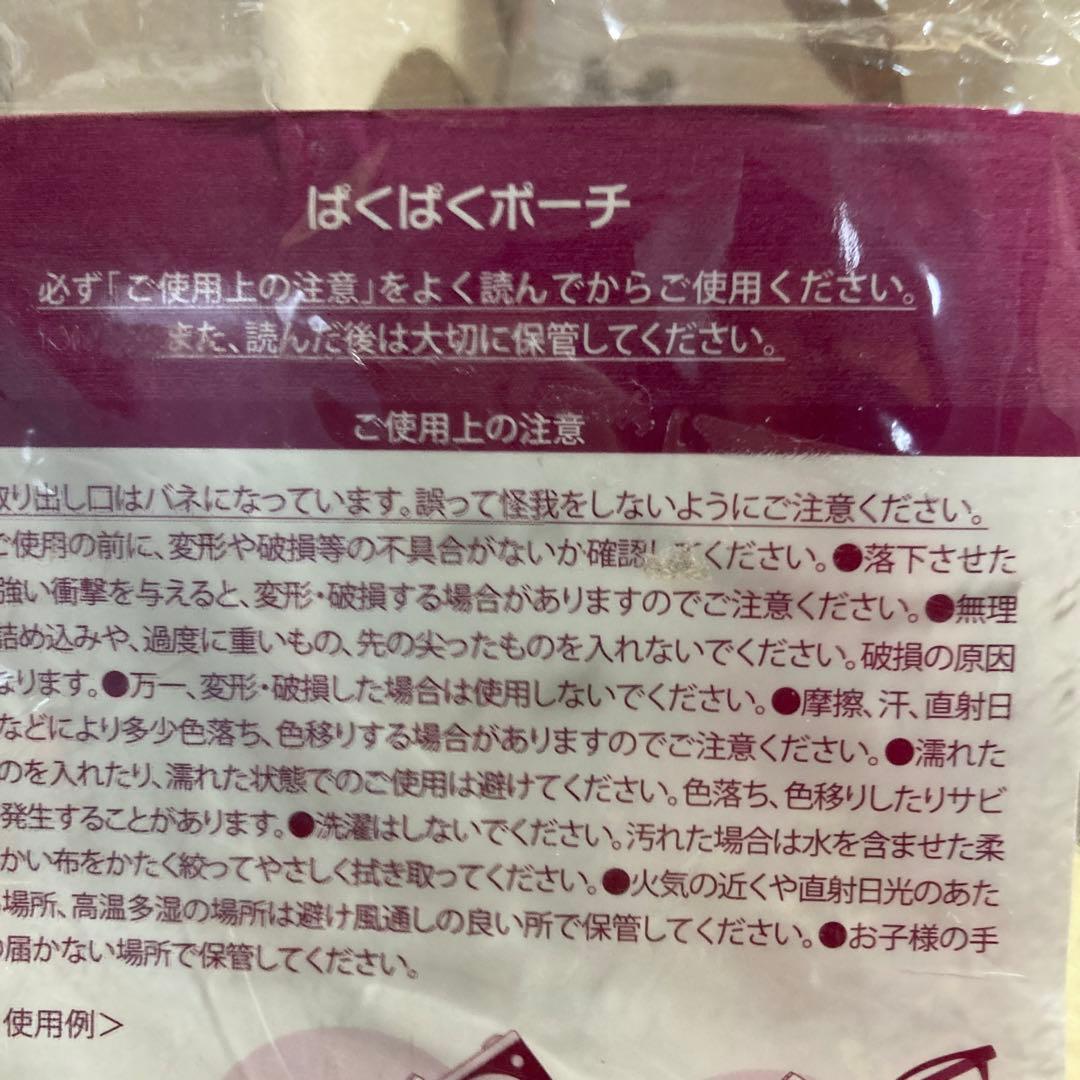 ぱくぱくポーチ
必ず「ご使用上の注意」をよく読んでからご使用ください。
また、読んだ後は大切に保管してください。
ご使用上の注意
取り出し口はバネになっています。誤って怪我をしないようにご注意ください。
ご使用の前に、変形や破損等の不具合がないか確認してください。●落下させた
強い衝撃を与えると、変形・破損する場合がありますのでご注意ください。●無理
詰め込みや、過度に重いもの、先の尖ったものを入れないでください。破損の原因
なります。●万一、変形・破損した場合は使用しないでください。●摩擦、汗、直射日
などにより多少色落ち、色移りする場合がありますのでご注意ください。●濡れた
のを入れたり、濡れた状態でのご使用は避けてください。色落ち、色移りしたりサビ
発生することがあります。●洗濯はしないでください。汚れた場合は水を含ませた柔
かい布をかたく絞ってやさしく拭き取ってください。●火気の近くや直射日光のあた
場所、高温多湿の場所は避け風通しの良い所で保管してください。●お子様の手
の届かない場所で保管してください。
使用例＞